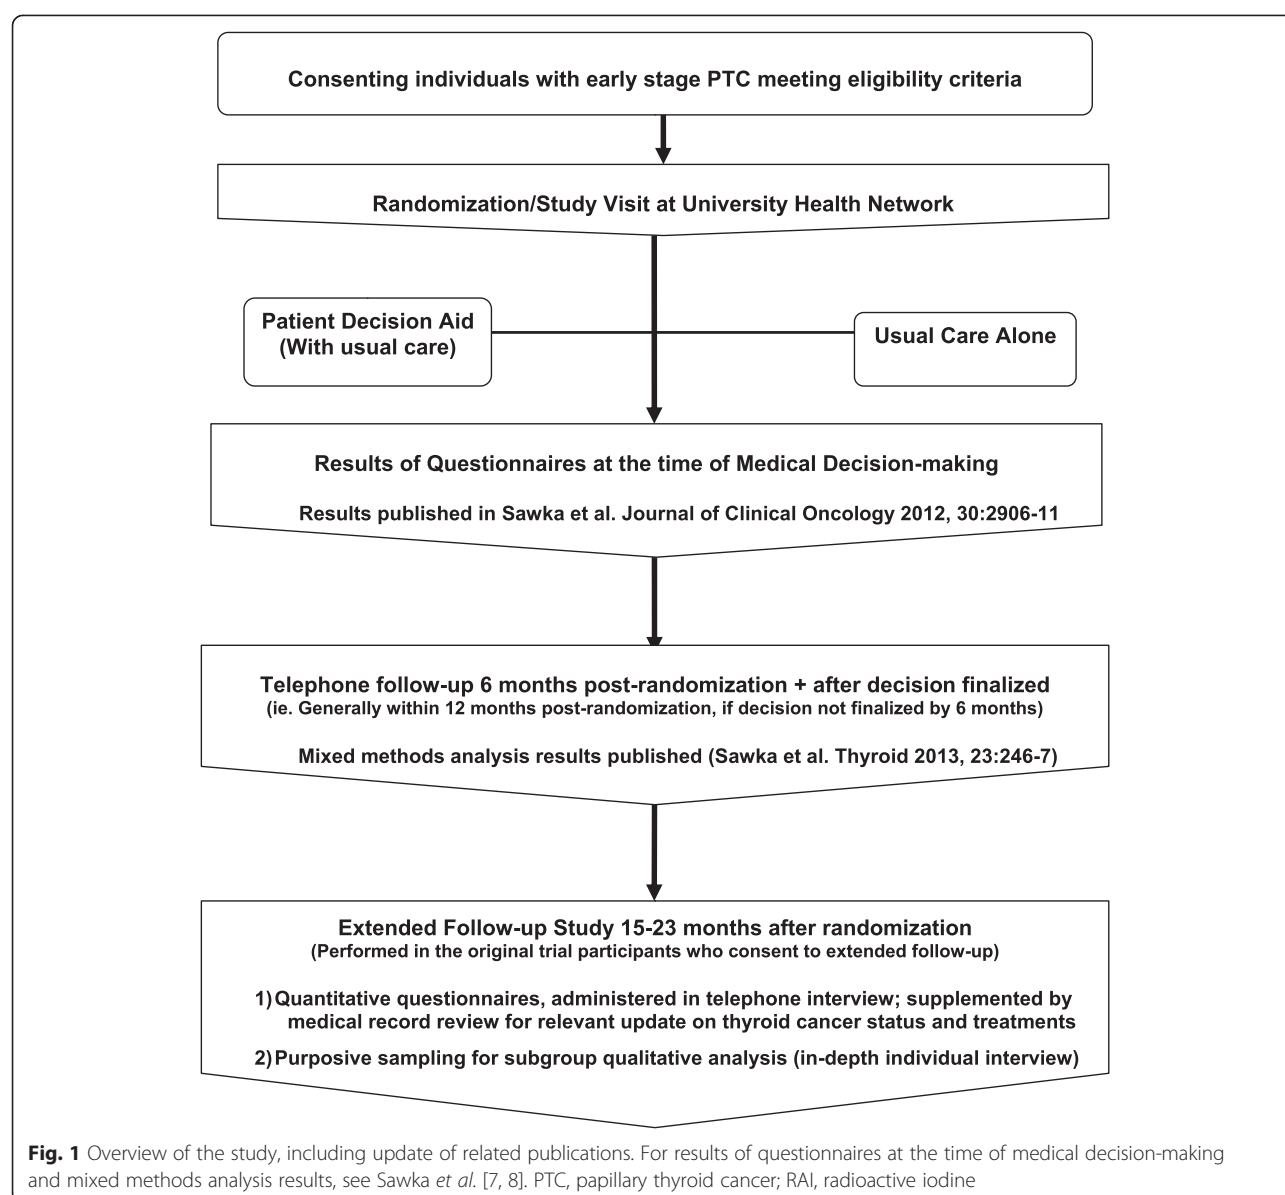 Consenting individuals with early stage PTC meeting eligibility criteria
Randomization/Study Visit at University Health Network
Patient Decision Aid
(With usual care)
Usual Care Alone
Results of Questionnaires at the time of Medical Decision-making
Results published in Sawka et al. Journal of Clinical Oncology 2012, 30:2906-11
Telephone follow-up 6 months post-randomization + after decision finalized
(ie. Generally within 12 months post-randomization, if decision not finalized by 6 months)
Mixed methods analysis results published (Sawka et al. Thyroid 2013, 23:246-7)
Extended Follow-up Study 15-23 months after randomization
(Performed in the original trial participants who consent to extended follow-up)
1)Quantitative questionnaires, administered in telephone interview; supplemented by
medical record review for relevant update on thyroid cancer status and treatments
2)Purposive sampling for subgroup qualitative analysis (in-depth individual interview)
Fig. 1 Overview of the study, including update of related publications. For results of questionnaires at the time of medical decision-making
and mixed methods analysis results, see Sawka et al. [7, 8]. PTC, papillary thyroid cancer; RAI, radioactive iodine